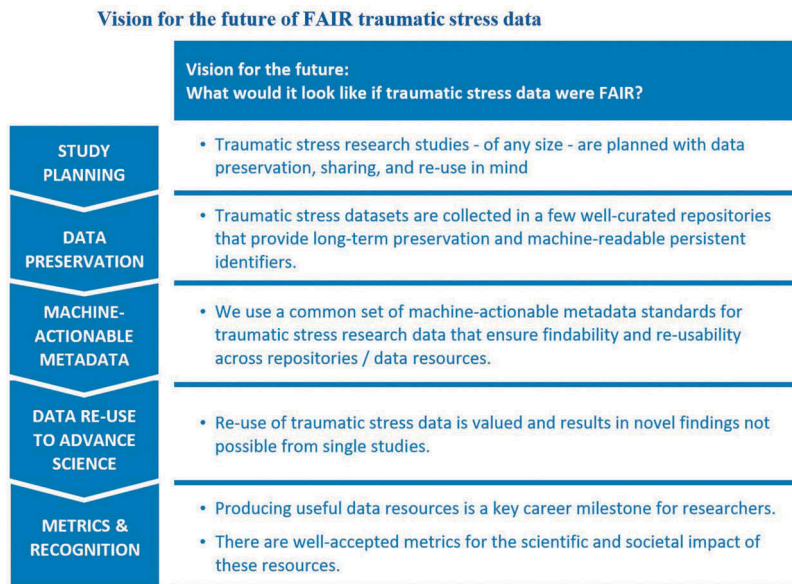 Vision for the future of FAIR traumatic stress data
Vision for the future:
What would it look like if traumatic stress data were FAIR?
STUDY
PLANNING
• Traumatic stress research studies - of any size - are planned with data
preservation, sharing, and re-use in mind
DATA
PRESERVATION
• Traumatic stress datasets are collected in a few well-curated repositories
that provide long-term preservation and machine-readable persistent
identifiers.
MACHINE-
ACTIONABLE
METADATA
• We use a common set of machine-actionable metadata standards for
traumatic stress research data that ensure findability and re-usability
across repositories / data resources.
DATA RE-USE
TO ADVANCE
SCIENCE
• Re-use of traumatic stress data is valued and results in novel findings not
possible from single studies.
METRICS &
RECOGNITION
• Producing useful data resources is a key career milestone for researchers.
• There are well-accepted metrics for the scientific and societal impact of
these resources.